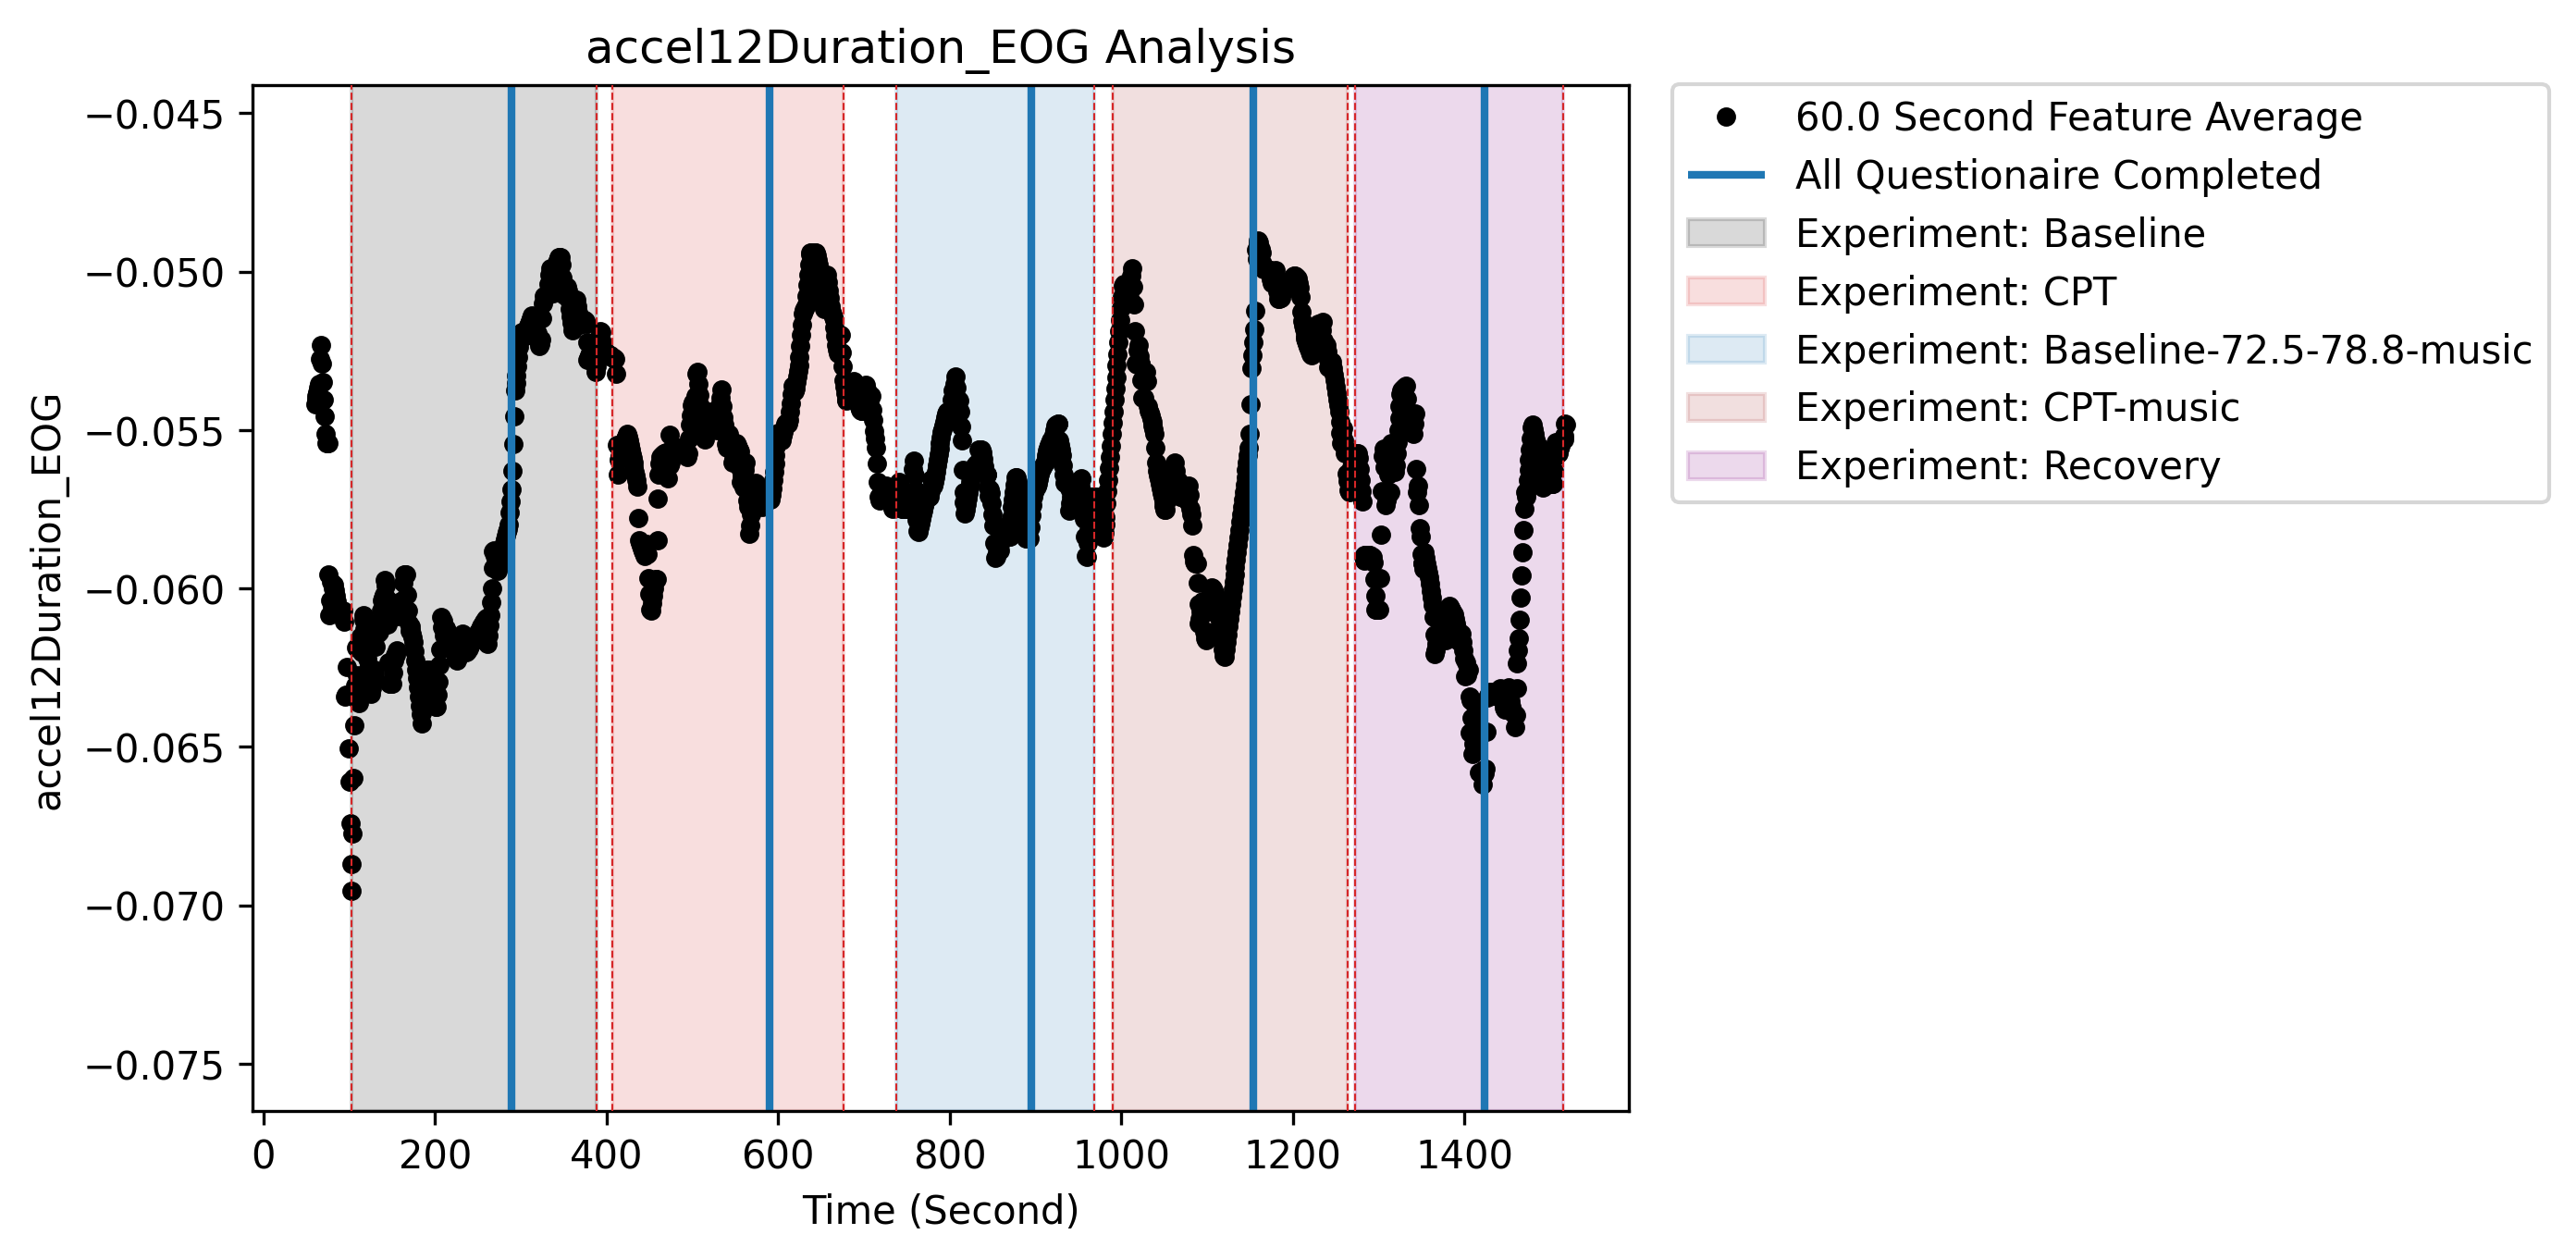 accel12Duration_EOG Analysis
−0.045
−0.050
−0.055
−0.060
−0.065
−0.070
−0.075
accel12Duration_EOG
0 200 400 600 800 1000 1200 1400
Time (Second)
60.0 Second Feature Average
All Questionaire Completed
Experiment: Baseline
Experiment: CPT
Experiment: Baseline-72.5-78.8-music
Experiment: CPT-music
Experiment: Recovery